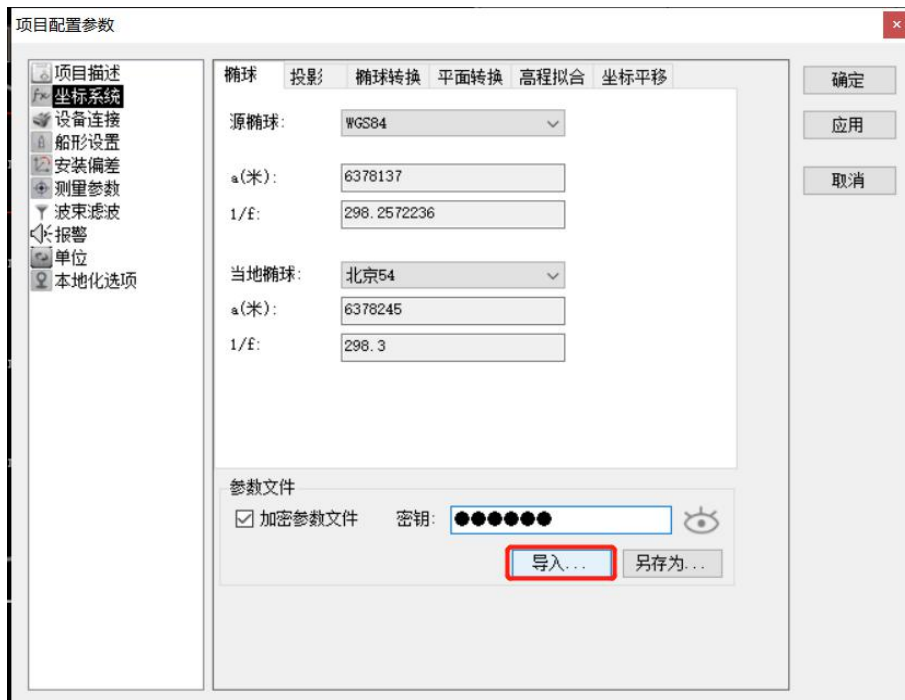 项目配置参数
项目描述
坐标系统
设备连接
船形设置
安装偏差
测量参数
波束滤波
报警
单位
本地化选项
椭球 投影 椭球转换 平面转换 高程拟合 坐标平移
源椭球: WGS84
a(米): 6378137
1/f: 298.2572236
当地椭球: 北京54
a(米): 6378245
1/f: 298.3
参数文件
加密参数文件 密钥: ●●●●●●
导入... 另存为...
确定
应用
取消